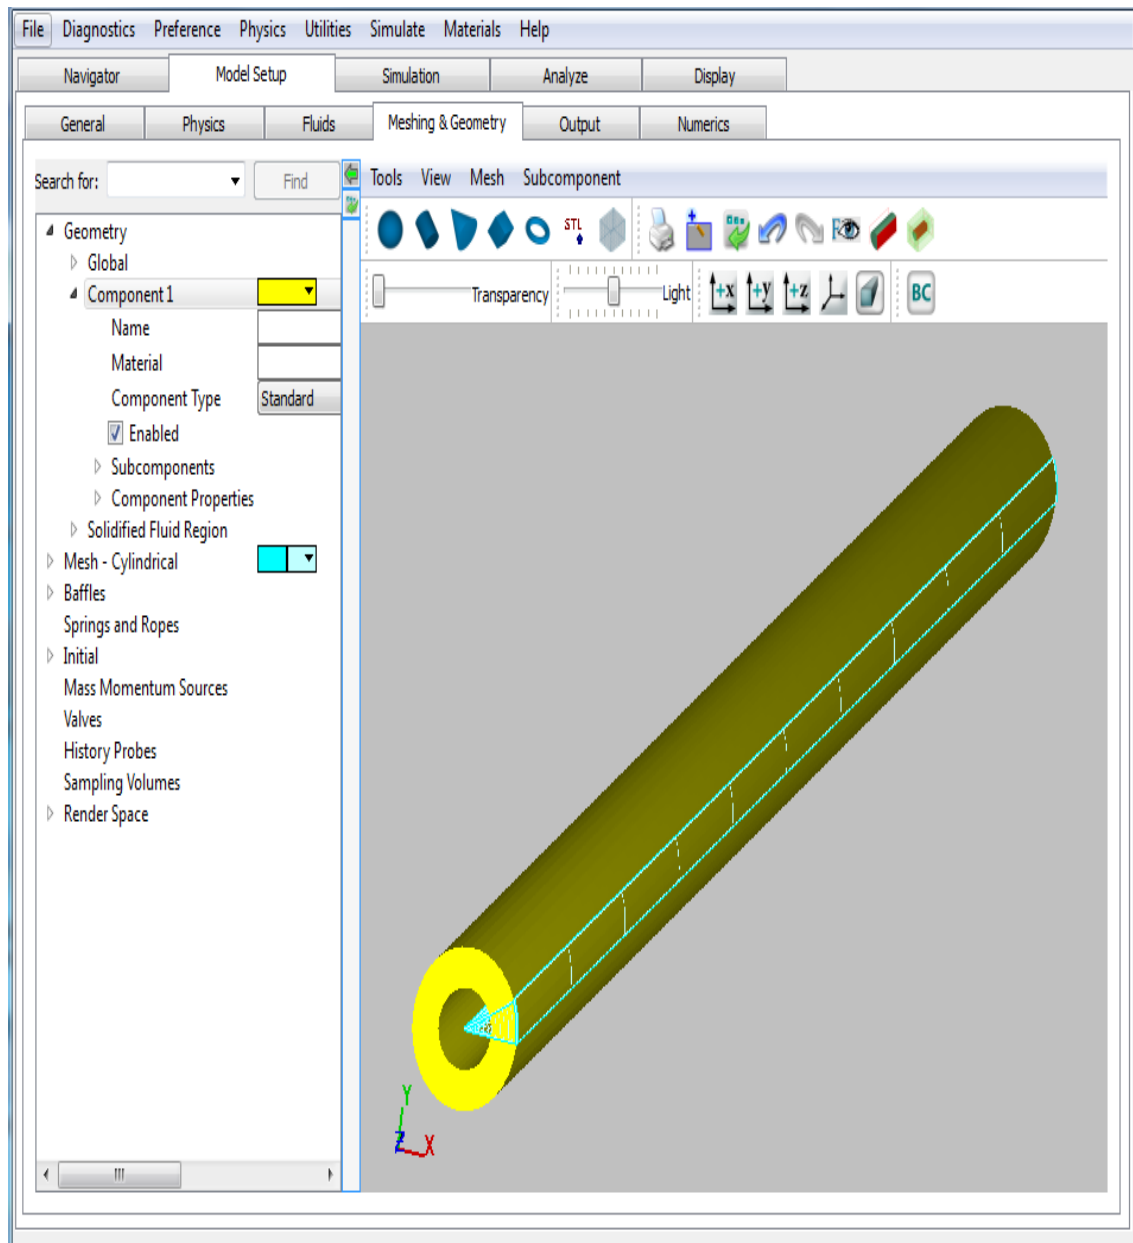 File Diagnostics Preference Physics Utilities Simulate Materials Help
Navigator Model Setup Simulation Analyze Display
General Physics Fluids Meshing & Geometry Output Numerics
Search for: Find
Tools View Mesh Subcomponent
STL
Transparency Light +x +y +z BC
Geometry
Global
Component 1
Name
Material
Component Type Standard
Enabled
Subcomponents
Component Properties
Solidified Fluid Region
Mesh - Cylindrical
Baffles
Springs and Ropes
Initial
Mass Momentum Sources
Valves
History Probes
Sampling Volumes
Render Space
Y
Z X